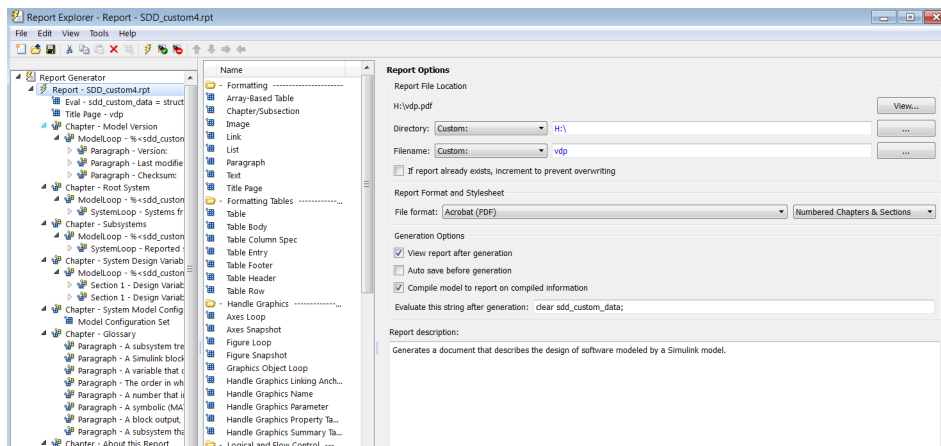 Report Explorer - Report - SDD_custom4.rpt
File Edit View Tools Help
Report Generator
Report - SDD_custom4.rpt
Eval - sdd_custom_data = struct
Title Page - vdp
Chapter - Model Version
ModelLoop - %<sdd_custon
Paragraph - Version:
Paragraph - Last modifie
Paragraph - Checksum:
Chapter - Root System
ModelLoop - %<sdd_custon
SystemLoop - Systems fr
Chapter - Subsystems
ModelLoop - %<sdd_custon
SystemLoop - Reported s
Chapter - System Design Variab
ModelLoop - %<sdd_custon
Section 1 - Design Variab
Section 1 - Design Variab
Chapter - System Model Config
Model Configuration Set
Chapter - Glossary
Paragraph - A subsystem tre
Paragraph - A Simulink block
Paragraph - A variable that c
Paragraph - The order in wh
Paragraph - A number that i
Paragraph - A symbolic (MA
Paragraph - A block output,
Paragraph - A subsystem tha
Chapter - About this Report
Name
- Formatting ----------------------
Array-Based Table
Chapter/Subsection
Image
Link
List
Paragraph
Text
Title Page
- Formatting Tables ------------...
Table
Table Body
Table Column Spec
Table Entry
Table Footer
Table Header
Table Row
- Handle Graphics -------------...
Axes Loop
Axes Snapshot
Figure Loop
Figure Snapshot
Graphics Object Loop
Handle Graphics Linking Anch...
Handle Graphics Name
Handle Graphics Parameter
Handle Graphics Property Ta...
Handle Graphics Summary Ta...
- Logical and Flow Control ---
Report Options
Report File Location
H:\vdp.pdf View...
Directory: Custom: H:\ ...
Filename: Custom: vdp ...
If report already exists, increment to prevent overwriting
Report Format and Stylesheet
File format: Acrobat (PDF) Numbered Chapters & Sections
Generation Options
View report after generation
Auto save before generation
Compile model to report on compiled information
Evaluate this string after generation: clear sdd_custom_data;
Report description:
Generates a document that describes the design of software modeled by a Simulink model.